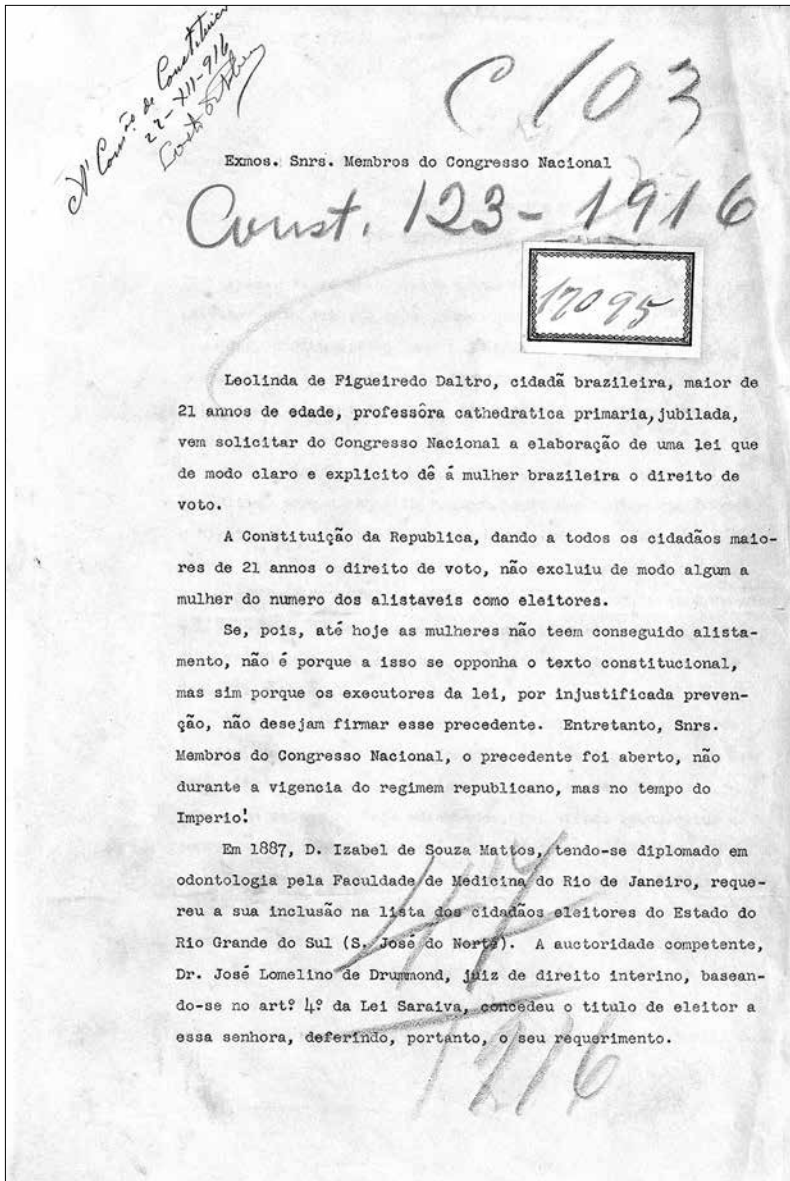 Á Comão de Constituição
22-XII-916
C 103
Exmos. Snrs. Membros do Congresso Nacional
Const. 123 - 1916
17095
Leolinda de Figueiredo Daltro, cidadã brazileira, maior de
21 annos de edade, professôra cathedratica primaria, jubilada,
vem solicitar do Congresso Nacional a elaboração de uma lei que
de modo claro e explicito dê á mulher brazileira o direito de
voto.
A Constituição da Republica, dando a todos os cidadãos maio-
res de 21 annos o direito de voto, não excluiu de modo algum a
mulher do numero dos alistaveis como eleitores.
Se, pois, até hoje as mulheres não teem conseguido alista-
mento, não é porque a isso se opponha o texto constitucional,
mas sim porque os executores da lei, por injustificada preven-
ção, não desejam firmar esse precedente. Entretanto, Snrs.
Membros do Congresso Nacional, o precedente foi aberto, não
durante a vigencia do regimem republicano, mas no tempo do
Imperio!
Em 1887, D. Izabel de Souza Mattos, tendo-se diplomado em
odontologia pela Faculdade de Medicina do Rio de Janeiro, reque-
reu a sua inclusão na lista dos cidadãos eleitores do Estado do
Rio Grande do Sul (S. José do Norte). A auctoridade competente,
Dr. José Lomelino de Drummond, juiz de direito interino, basean-
do-se no artº 4º da Lei Saraiva, concedeu o titulo de eleitor a
essa senhora, deferindo, portanto, o seu requerimento.